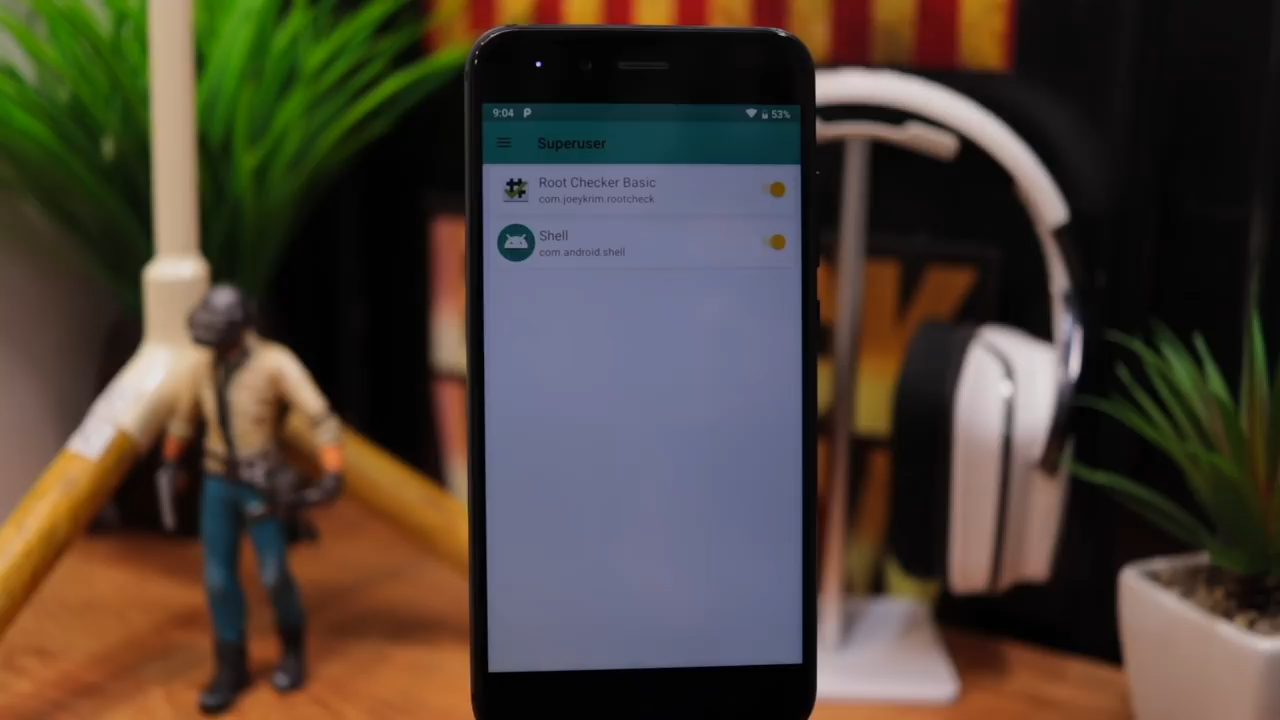 9:04 P 53%
Superuser
Root Checker Basic
com.joeykrim.rootcheck
Shell
com.android.shell